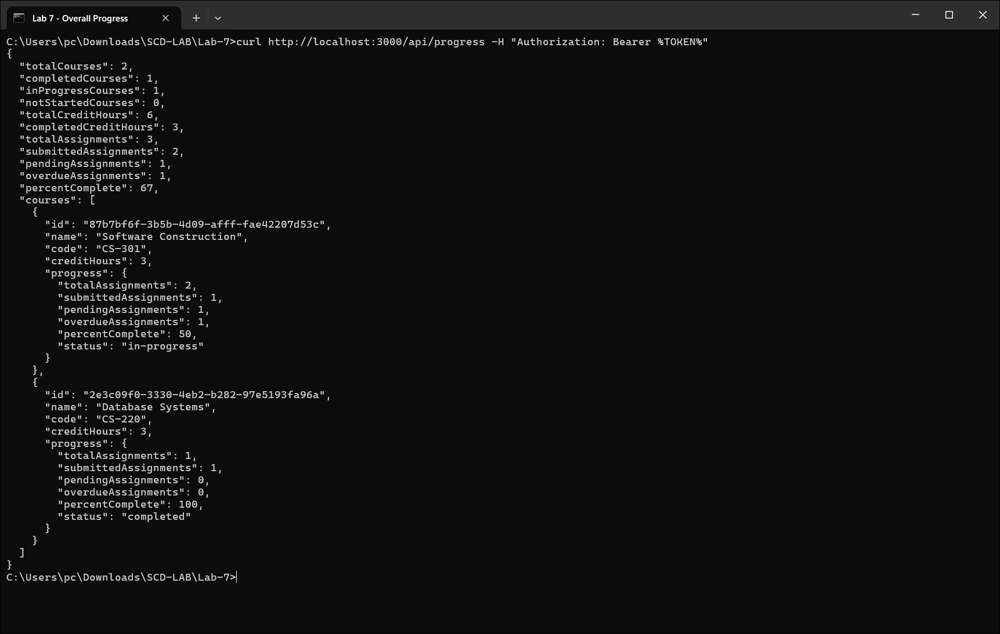 Lab 7 - Overall Progress
C:\Users\pc\Downloads\SCD-LAB\Lab-7>curl http://localhost:3000/api/progress -H "Authorization: Bearer %TOKEN%"
{
  "totalCourses": 2,
  "completedCourses": 1,
  "inProgressCourses": 1,
  "notStartedCourses": 0,
  "totalCreditHours": 6,
  "completedCreditHours": 3,
  "totalAssignments": 3,
  "submittedAssignments": 2,
  "pendingAssignments": 1,
  "overdueAssignments": 1,
  "percentComplete": 67,
  "courses": [
    {
      "id": "87b7bf6f-3b5b-4d09-afff-fae42207d53c",
      "name": "Software Construction",
      "code": "CS-301",
      "creditHours": 3,
      "progress": {
        "totalAssignments": 2,
        "submittedAssignments": 1,
        "pendingAssignments": 1,
        "overdueAssignments": 1,
        "percentComplete": 50,
        "status": "in-progress"
      }
    },
    {
      "id": "2e3c09f0-3330-4eb2-b282-97e5193fa96a",
      "name": "Database Systems",
      "code": "CS-220",
      "creditHours": 3,
      "progress": {
        "totalAssignments": 1,
        "submittedAssignments": 1,
        "pendingAssignments": 0,
        "overdueAssignments": 0,
        "percentComplete": 100,
        "status": "completed"
      }
    }
  ]
}
C:\Users\pc\Downloads\SCD-LAB\Lab-7>